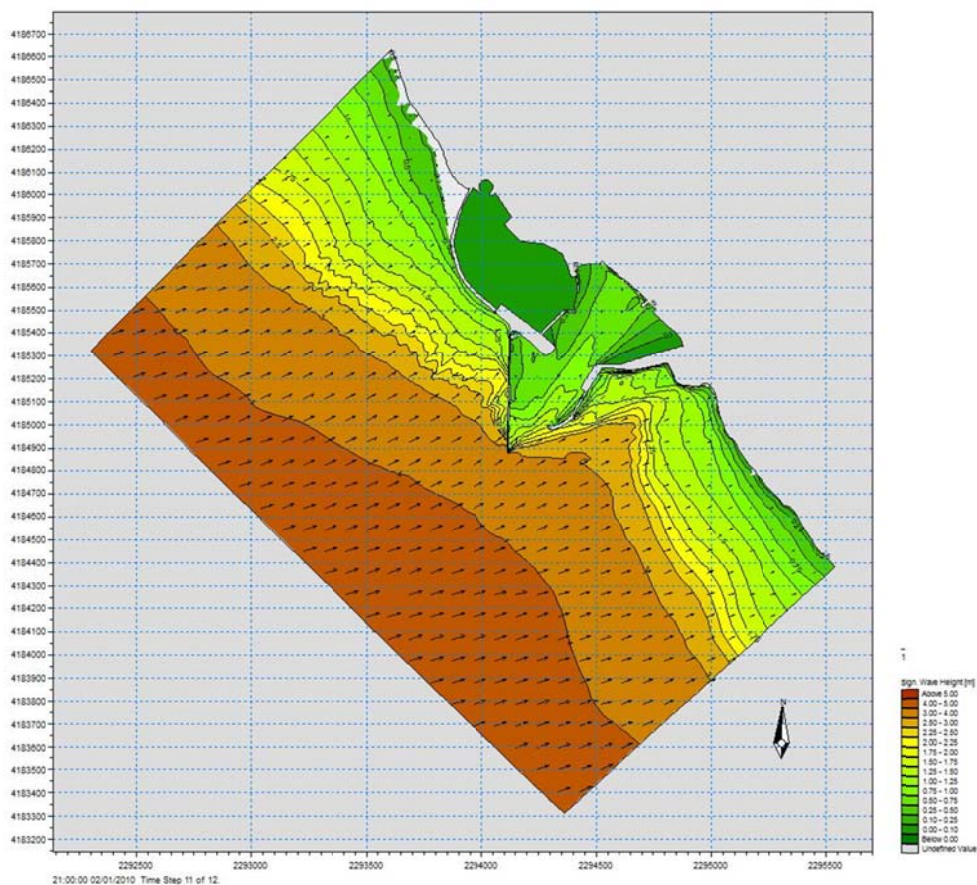 4186700
4186600
4186500
4186400
4186300
4186200
4186100
4186000
4185900
4185800
4185700
4185600
4185500
4185400
4185300
4185200
4185100
4185000
4184900
4184800
4184700
4184600
4184500
4184400
4184300
4184200
4184100
4184000
4183900
4183800
4183700
4183600
4183500
4183400
4183300
4183200
2292500 2293000 2293500 2294000 2294500 2295000 2295500
1
Sign. Wave Height [m]
Above 5.00
4.00 - 5.00
3.00 - 4.00
2.50 - 3.00
2.25 - 2.50
2.00 - 2.25
1.75 - 2.00
1.50 - 1.75
1.25 - 1.50
1.00 - 1.25
0.75 - 1.00
0.50 - 0.75
0.25 - 0.50
0.10 - 0.25
0.00 - 0.10
Below 0.00
Undefined Value
N
21:00:00 02/01/2010 Time Step 11 of 12.